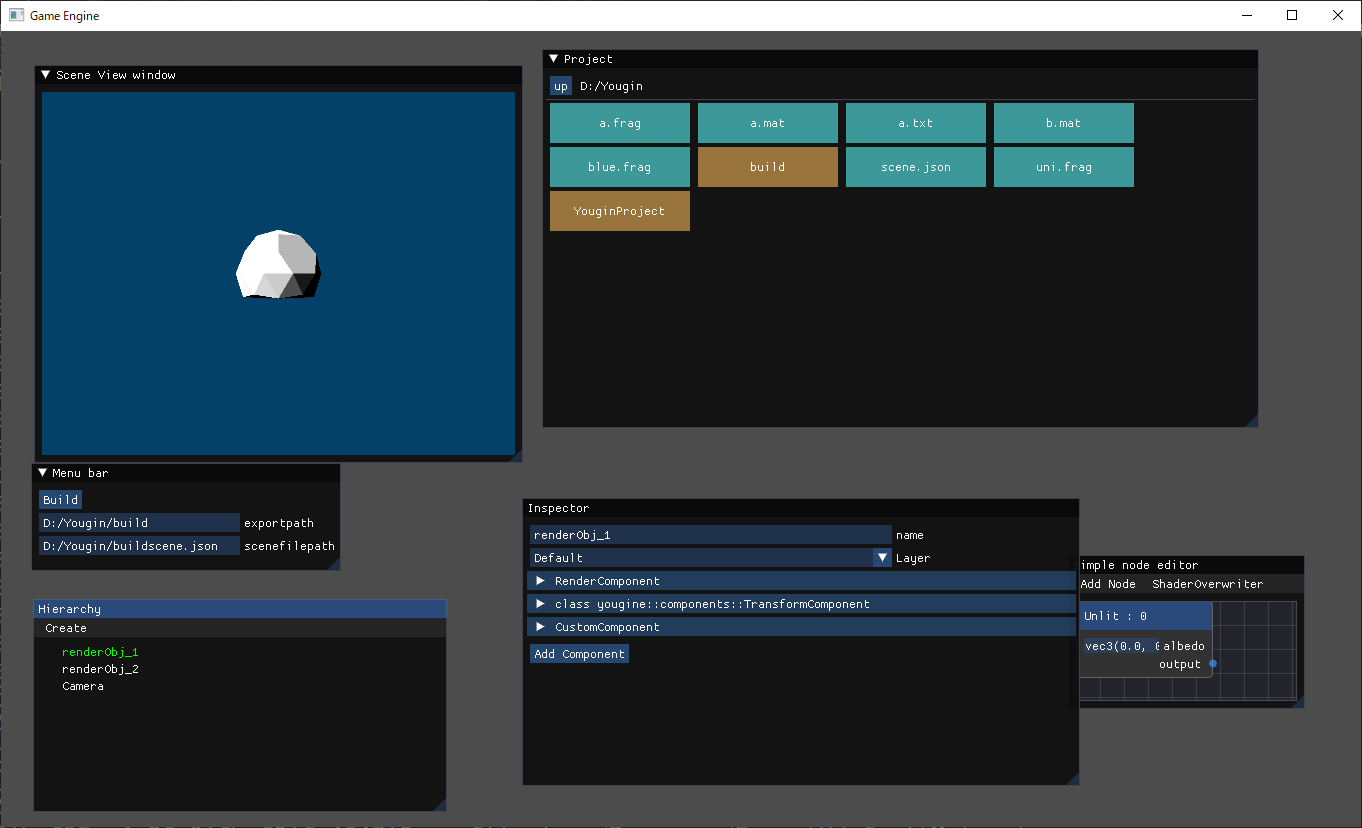 Game Engine
Scene View window
Project
up D:/Yougin
a.frag a.mat a.txt b.mat
blue.frag build scene.json uni.frag
YouginProject
Menu bar
Build
D:/Yougin/build exportpath
D:/Yougin/buildscene.json scenefilepath
Hierarchy
Create
renderObj_1
renderObj_2
Camera
Inspector
renderObj_1 name
Default Layer
RenderComponent
class yougine::components::TransformComponent
CustomComponent
Add Component
imple node editor
Add Node ShaderOverwriter
Unlit : 0
vec3(0.0, albedo
output